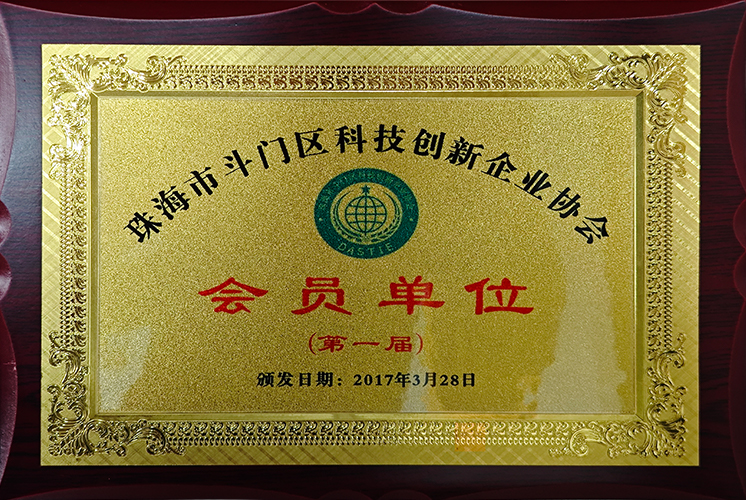 珠海市斗门区科技创新企业协会
DASTIE
会员单位
(第一届)
颁发日期：2017年3月28日